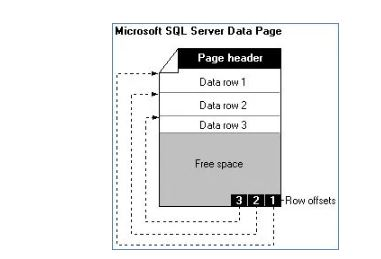 Microsoft SQL Server Data Page
Page header
Data row 1
Data row 2
Data row 3
Free space
3 2 1 Row offsets